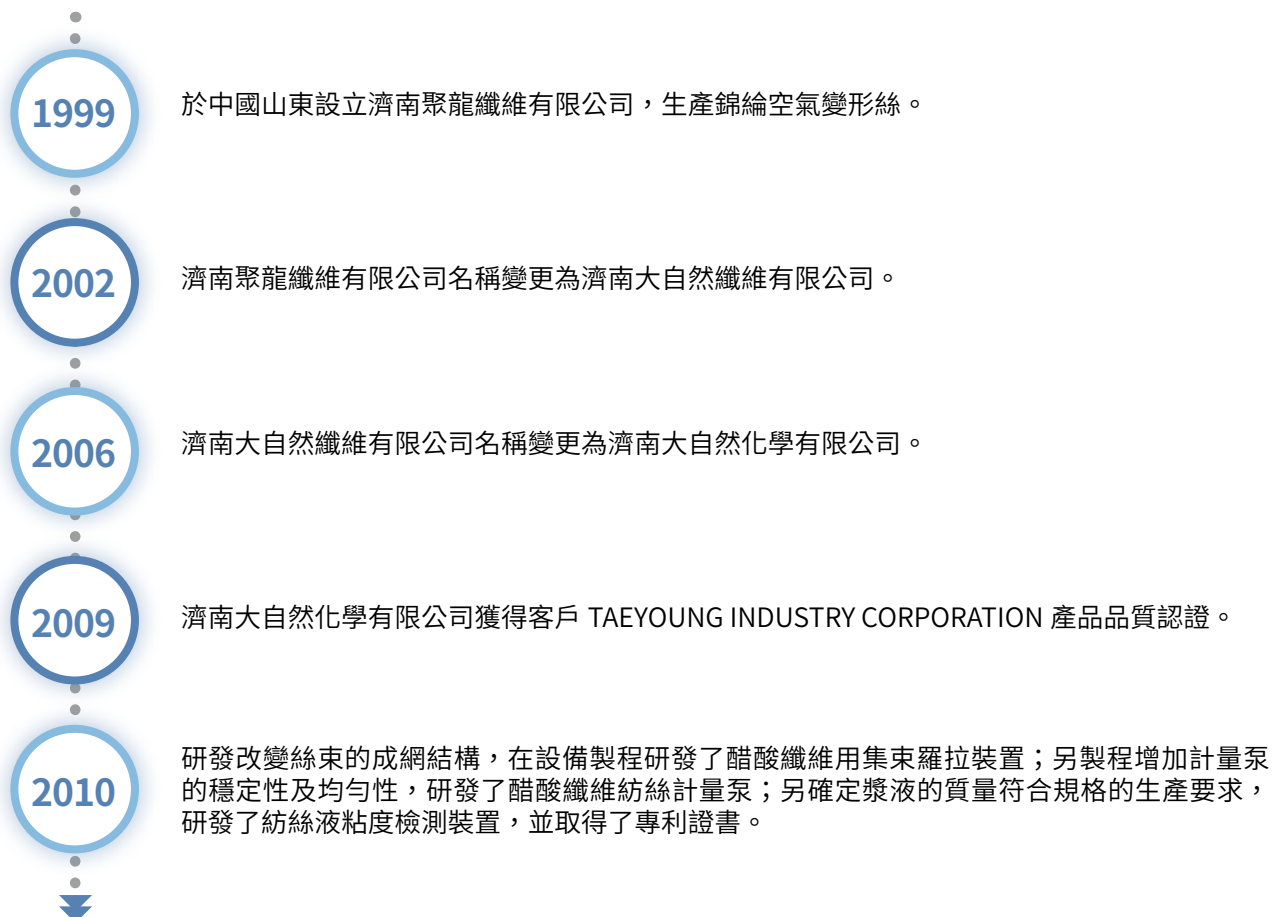 1999
於中國山東設立濟南聚龍纖維有限公司，生產錦綸空氣變形絲。
2002
濟南聚龍纖維有限公司名稱變更為濟南大自然纖維有限公司。
2006
濟南大自然纖維有限公司名稱變更為濟南大自然化學有限公司。
2009
濟南大自然化學有限公司獲得客戶 TAEYOUNG INDUSTRY CORPORATION 產品品質認證。
2010
研發改變絲束的成網結構，在設備製程研發了醋酸纖維用集束羅拉裝置；另製程增加計量泵
的穩定性及均勻性，研發了醋酸纖維紡絲計量泵；另確定漿液的質量符合規格的生產要求，
研發了紡絲液粘度檢測裝置，並取得了專利證書。